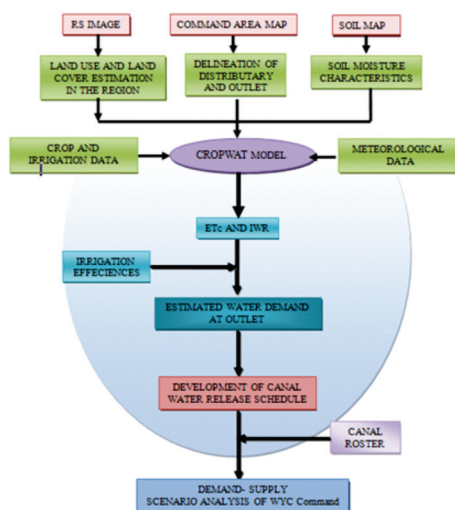 RS IMAGE
COMMAND AREA MAP
SOIL MAP
LAND USE AND LAND
COVER ESTIMATION
IN THE REGION
DELINEATION OF
DISTRIBUTARY
AND OUTLET
SOIL MOISTURE
CHARACTERISTICS
CROP AND
IRRIGATION DATA
CROPWAT MODEL
METEOROLOGICAL
DATA
ETc AND IWR
IRRIGATION
EFFECIENCES
ESTIMATED WATER DEMAND
AT OUTLET
DEVELOPMENT OF CANAL
WATER RELEASE SCHEDULE
CANAL
ROSTER
DEMAND- SUPPLY
SCENARIO ANALYSIS OF WYC Command